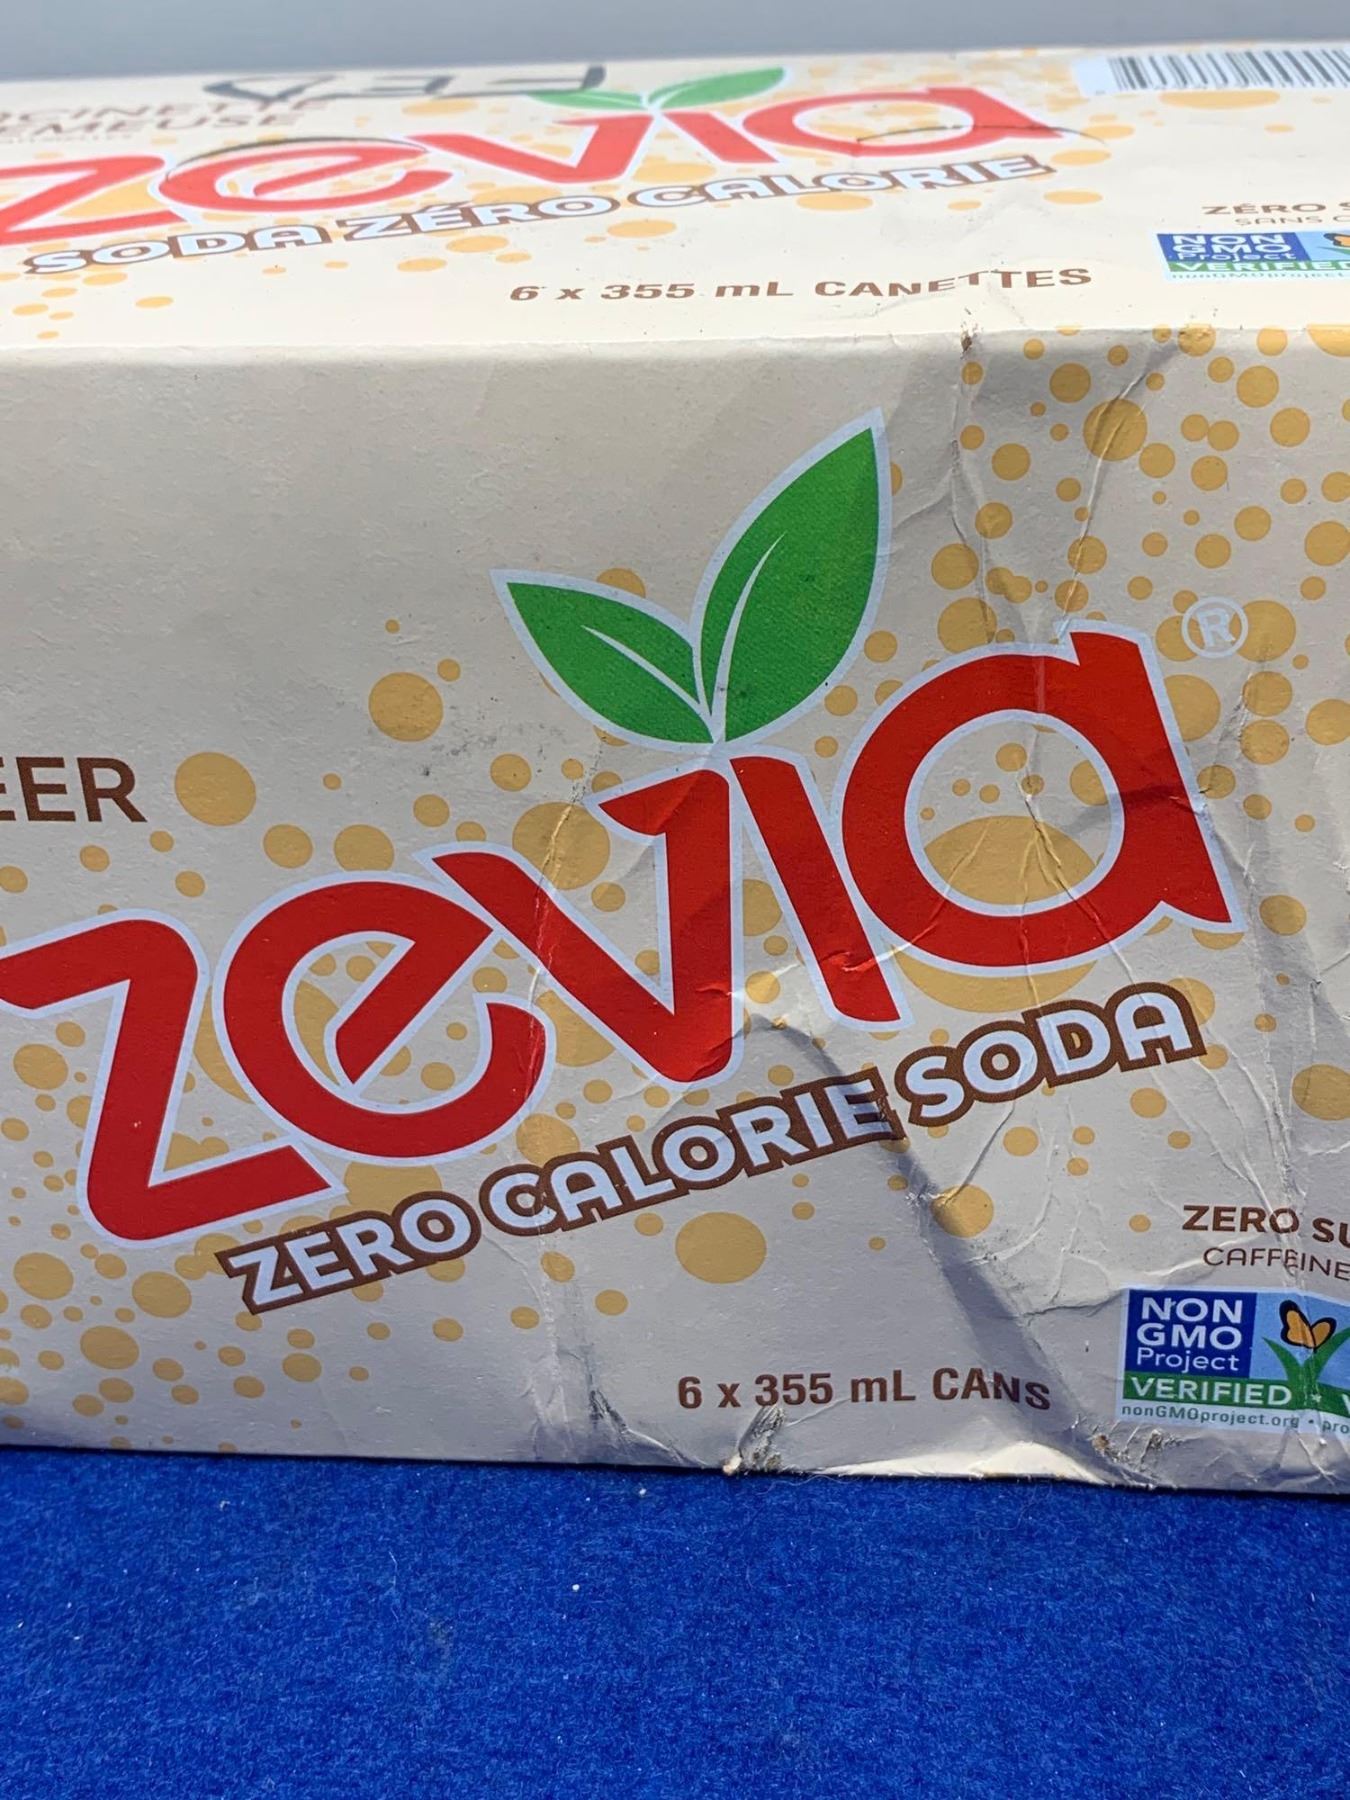 zevia
SODA ZÉRO CALORIE
6 x 355 mL CANETTES
ZÉRO
SANS
NON
GMO
Project
VERIFIED
EER
zevia®
ZERO CALORIE SODA
ZERO SU
CAFFEINE
6 x 355 mL CANS
NON
GMO
Project
VERIFIED
nonGMOproject.org